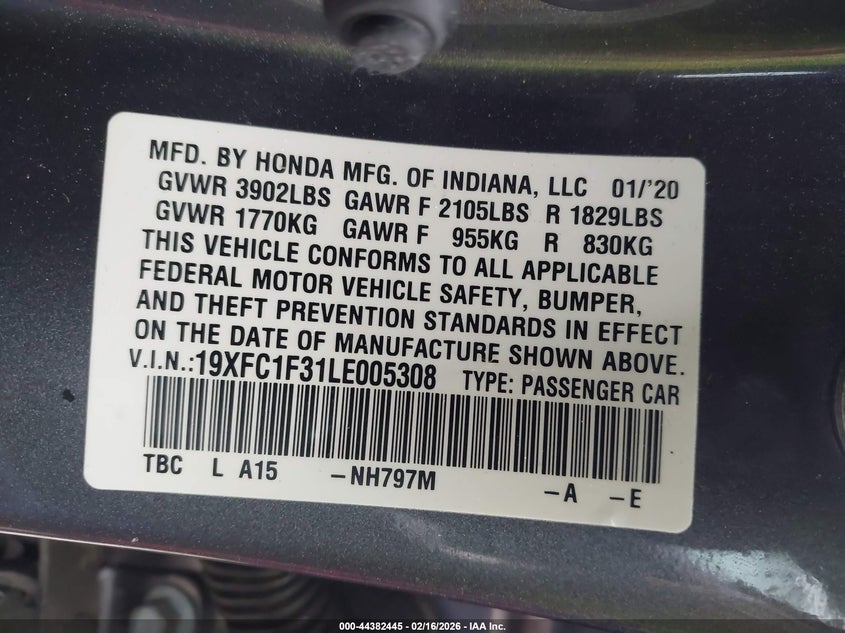 MFD. BY HONDA MFG. OF INDIANA, LLC 01/'20
GVWR 3902LBS GAWR F 2105LBS R 1829LBS
GVWR 1770KG GAWR F 955KG R 830KG
THIS VEHICLE CONFORMS TO ALL APPLICABLE
FEDERAL MOTOR VEHICLE SAFETY, BUMPER,
AND THEFT PREVENTION STANDARDS IN EFFECT
ON THE DATE OF MANUFACTURE SHOWN ABOVE.
V.I.N.:19XFC1F31LE005308 TYPE: PASSENGER CAR
TBC L A15 -NH797M -A -E
000-44382445 - 02/16/2026 - IAA Inc.